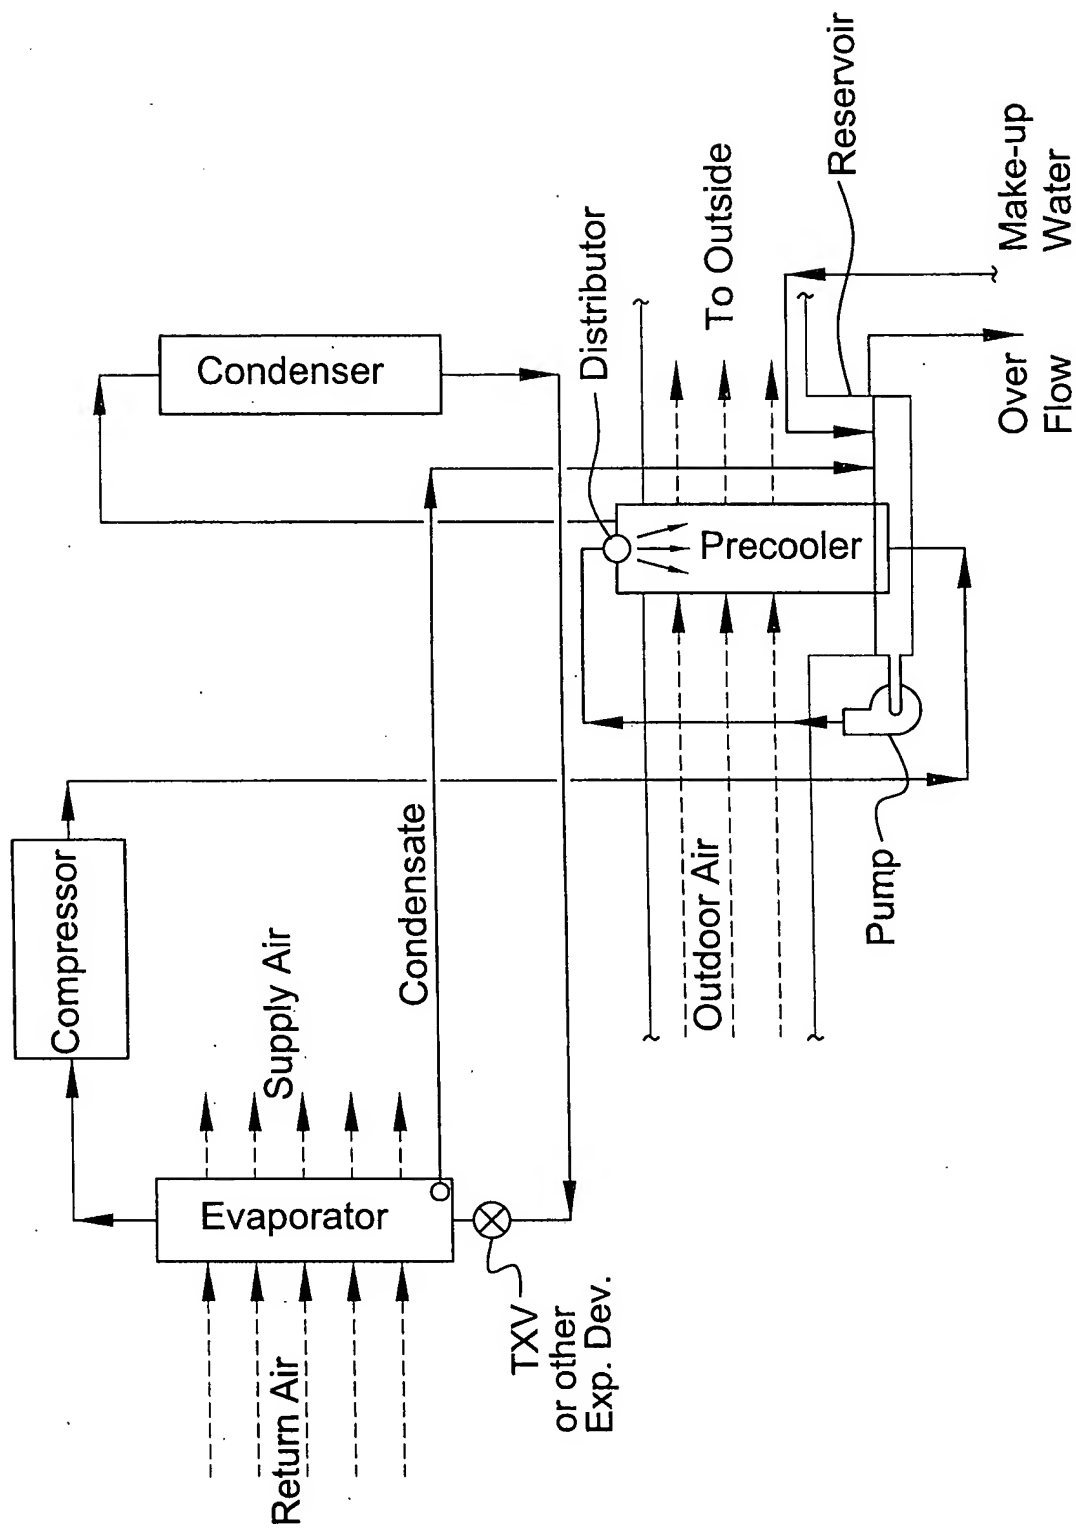 Compressor
Condenser
Evaporator
Supply Air
Return Air
Condensate
TXV
or other
Exp. Dev.
Distributor
Precooler
To Outside
Outdoor Air
Pump
Reservoir
Over
Flow
Make-up
Water